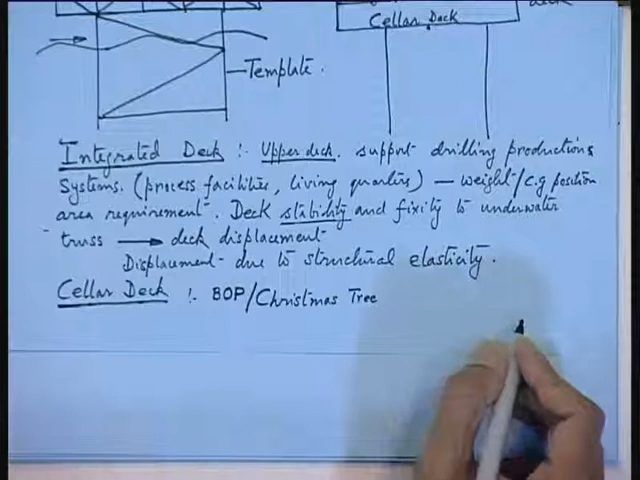 Cellar Deck
deck
Template.
Integrated Deck :- Upper deck. support drilling productions
Systems. (process facilities, living quarters) — weight/c.g position
area requirement. Deck stability and fixity to underwater
truss → deck displacement
Displacement due to structural elasticity.
Cellar Deck :- BOP/Christmas Tree